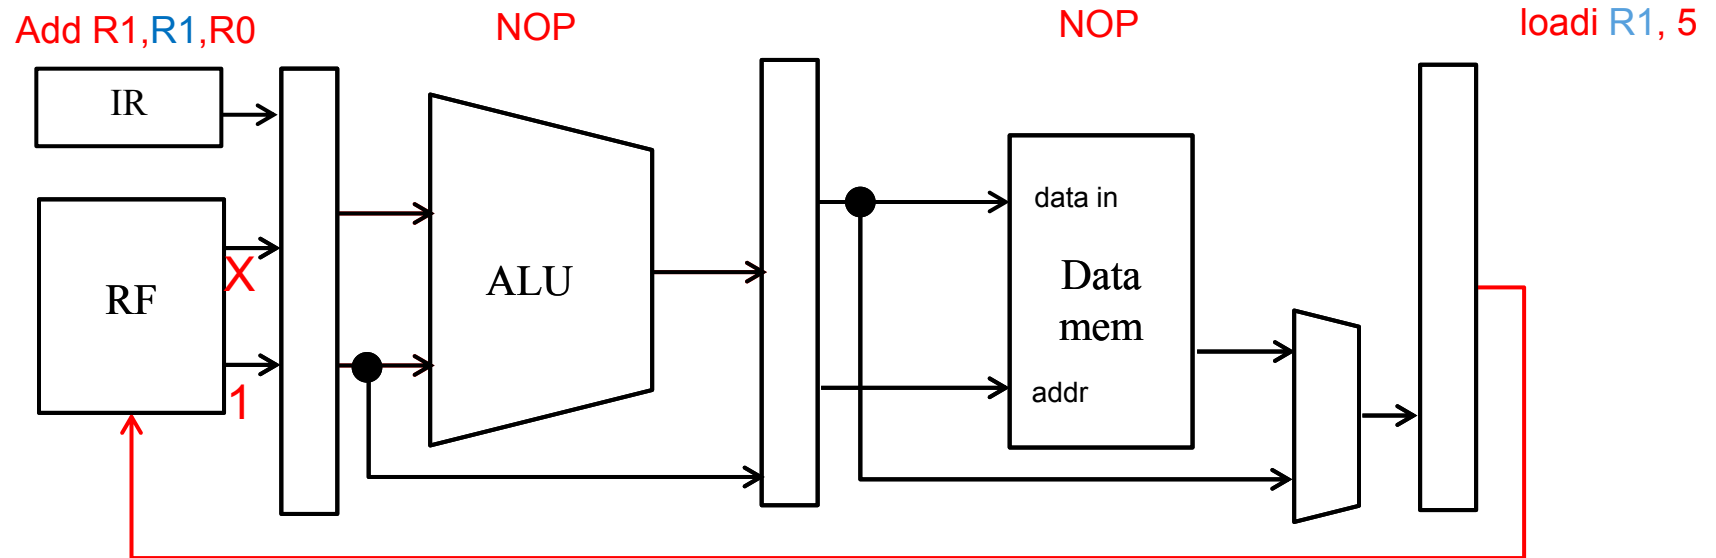 Add R1,R1,R0
NOP
NOP
loadi R1, 5
IR
RF
X
1
ALU
data in
Data
mem
addr